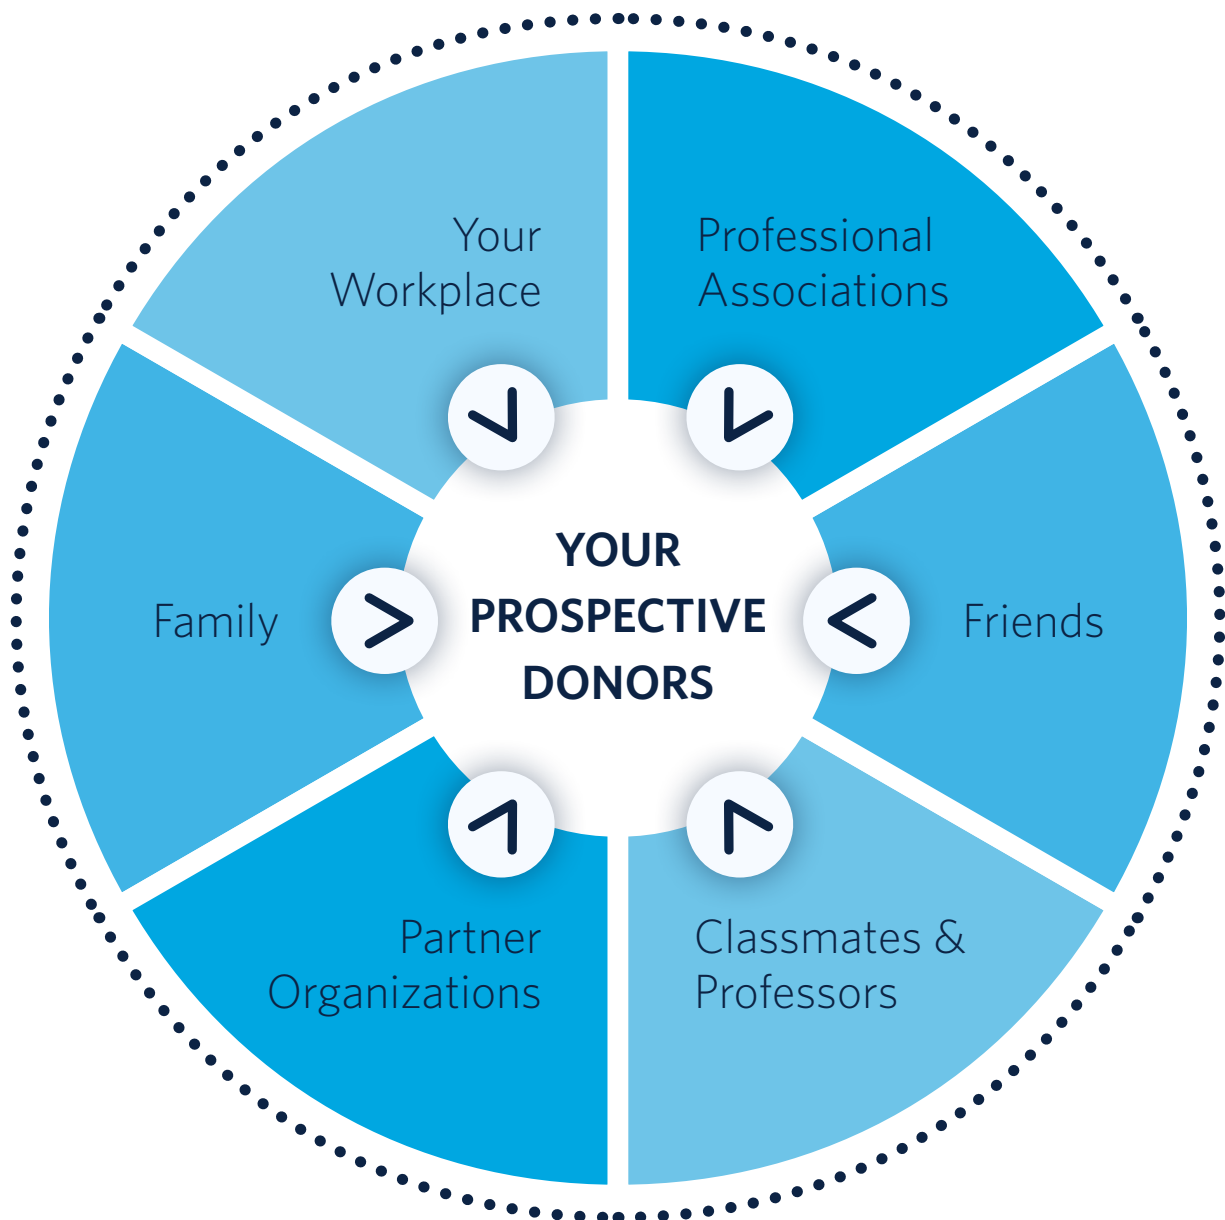 Your
Workplace
Professional
Associations
Family
YOUR
PROSPECTIVE
DONORS
Friends
Partner
Organizations
Classmates &
Professors